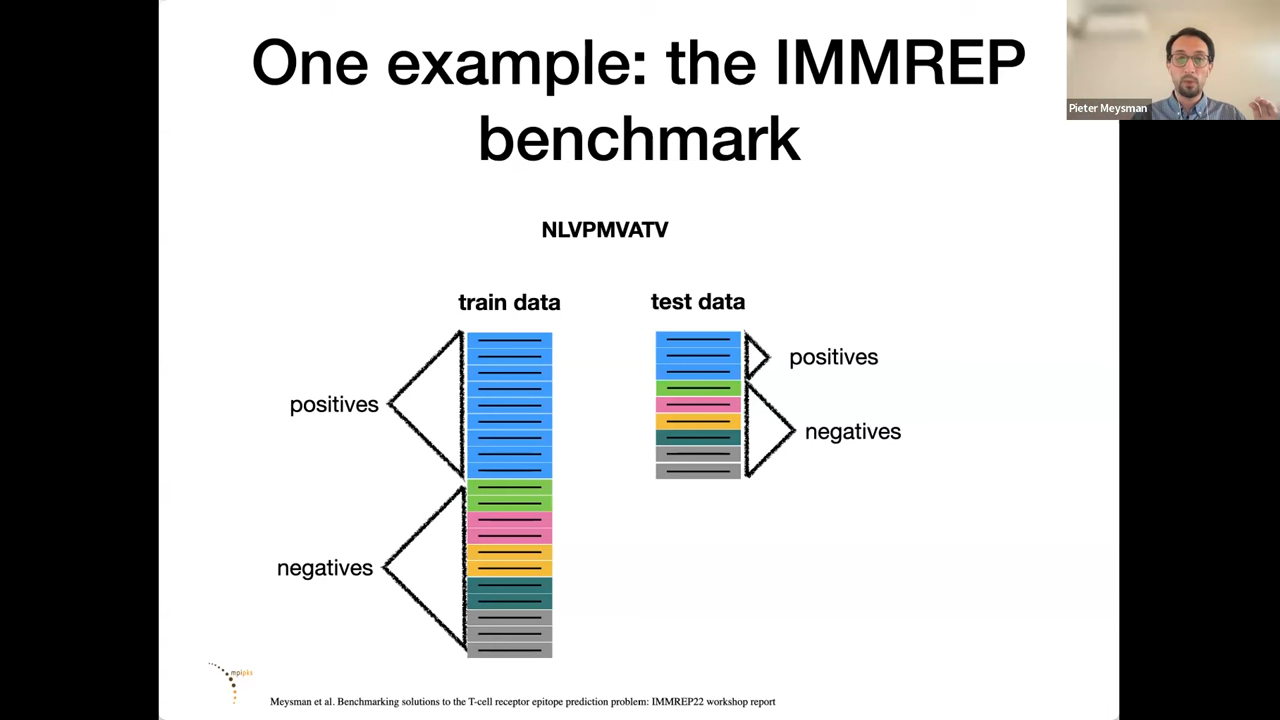 One example: the IMMREP
benchmark
Pieter Meysman
NLVPMVATV
train data
test data
positives
positives
negatives
negatives
mpipks
Meysman et al. Benchmarking solutions to the T-cell receptor epitope prediction problem: IMMREP22 workshop report